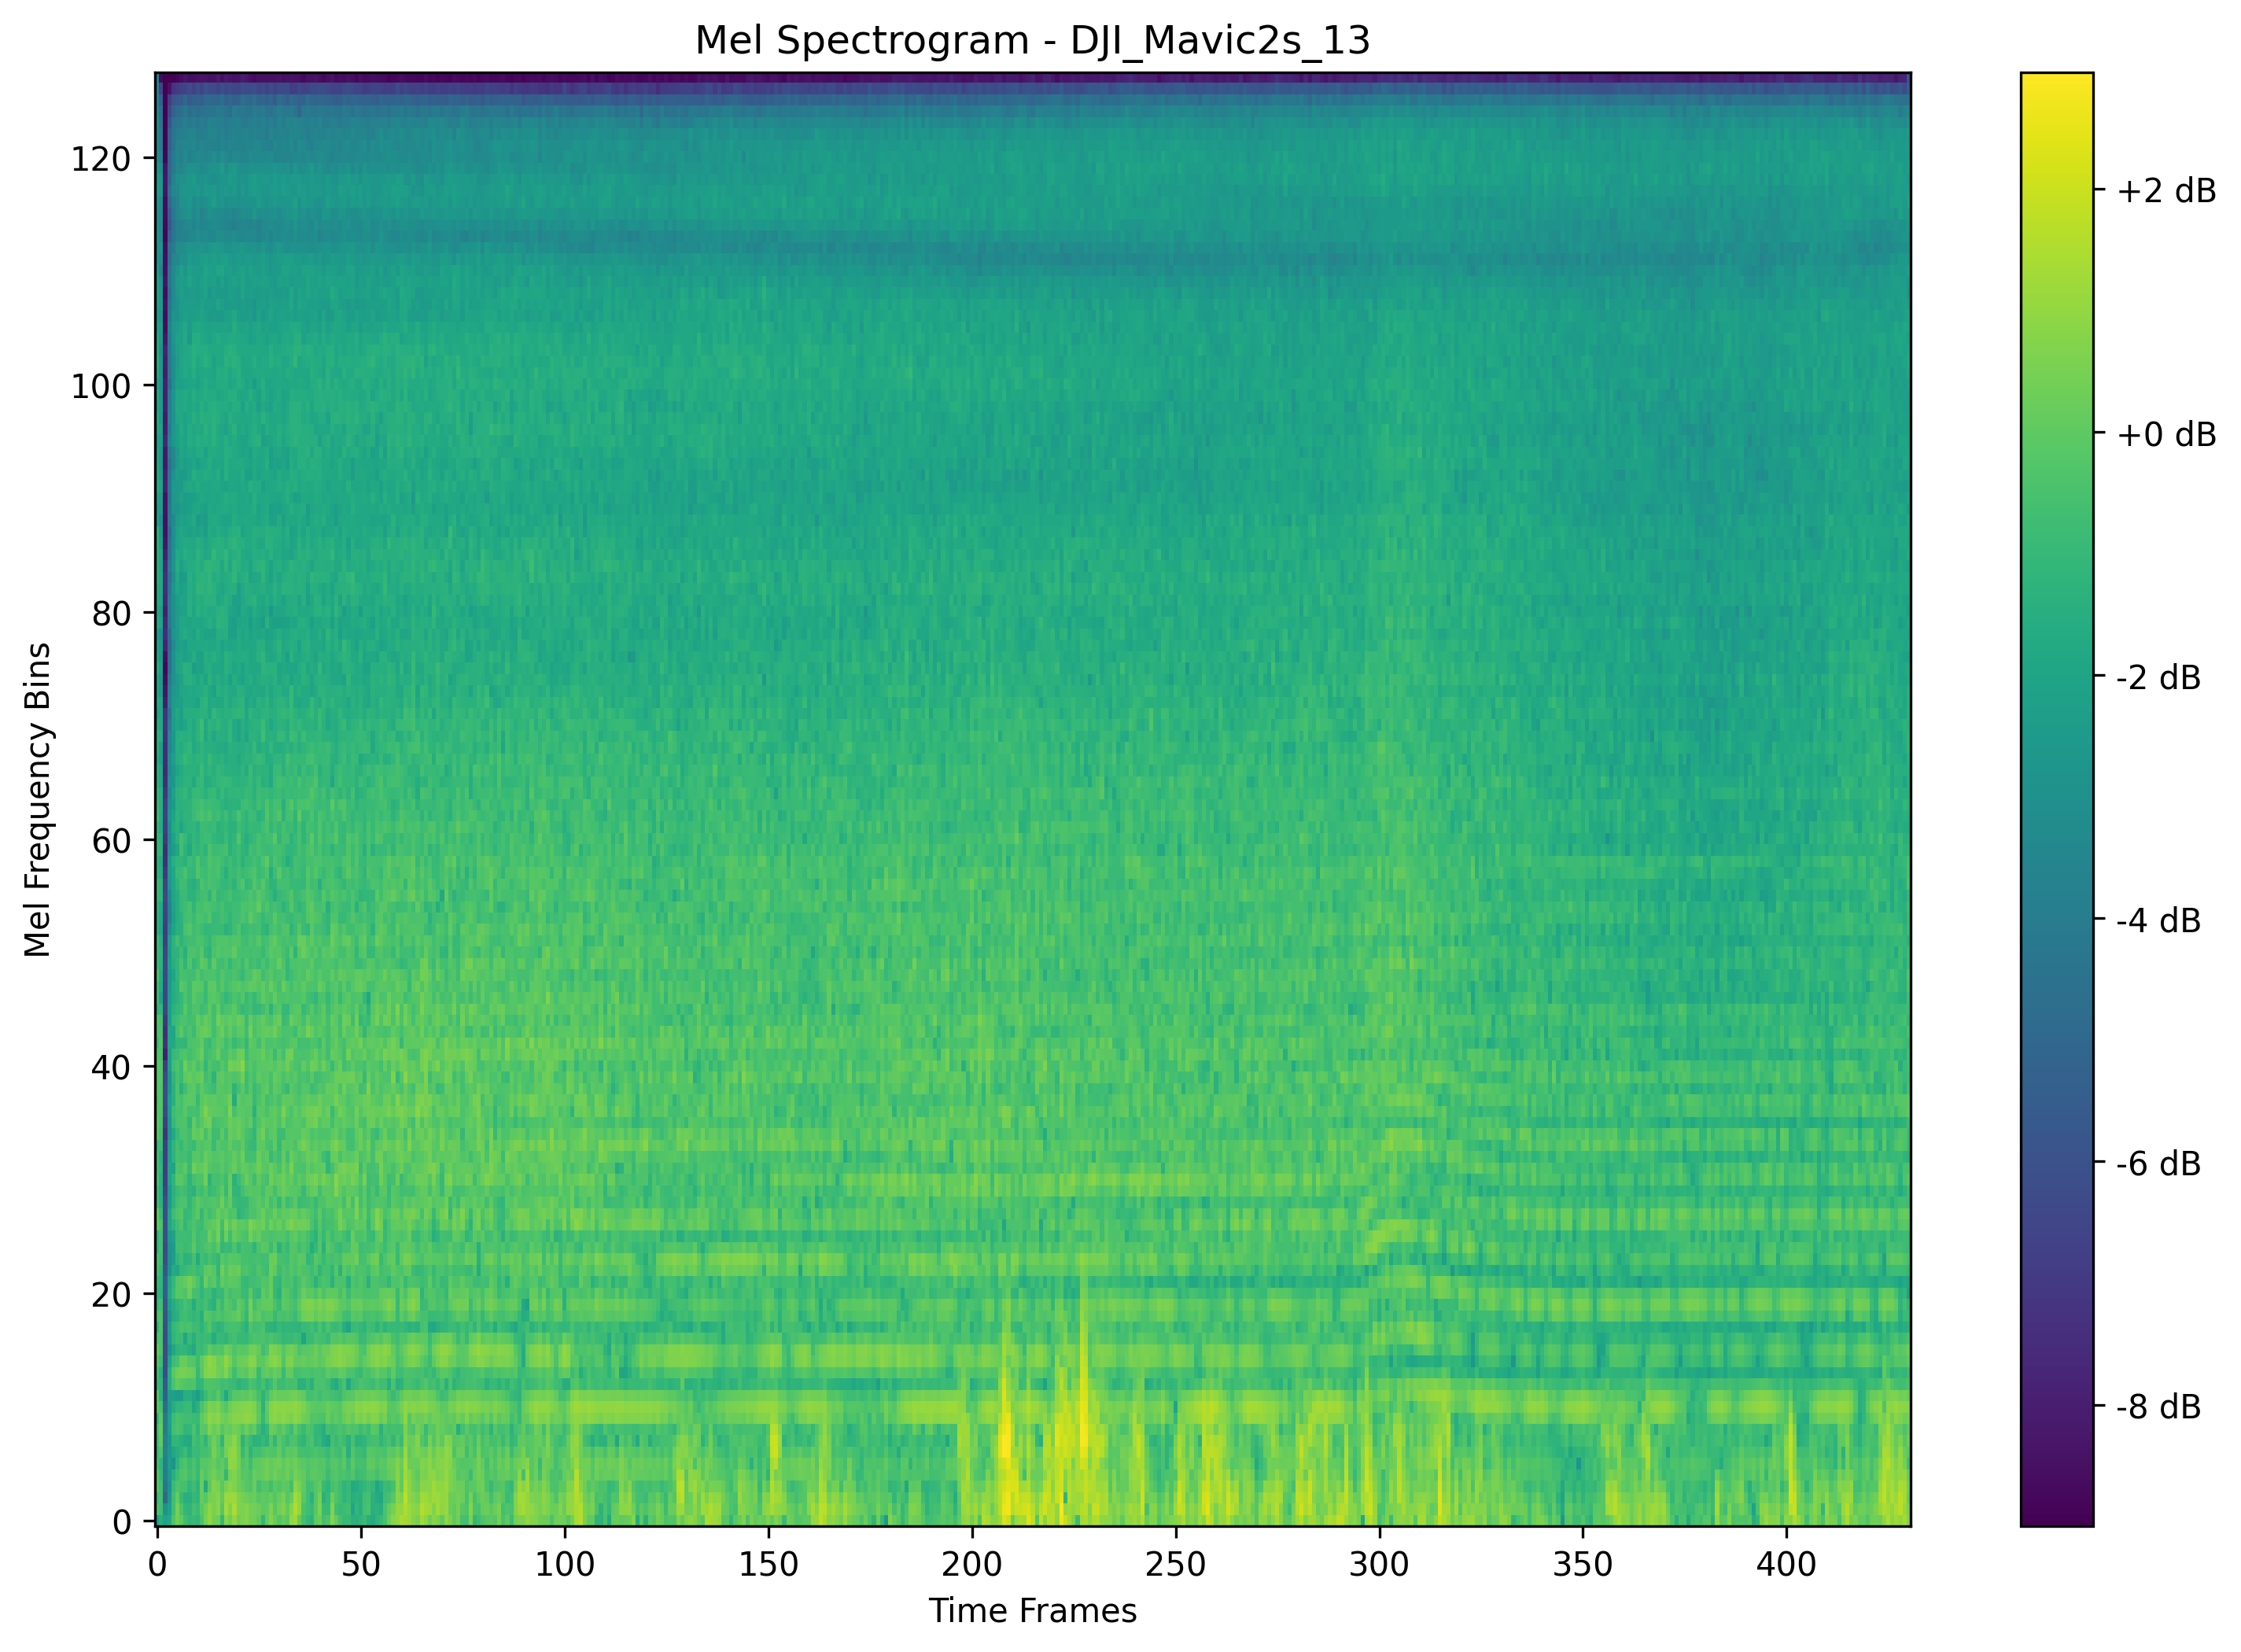 Mel Spectrogram - DJI_Mavic2s_13
120
100
80
60
40
20
0
Mel Frequency Bins
0 50 100 150 200 250 300 350 400
Time Frames
+2 dB
+0 dB
-2 dB
-4 dB
-6 dB
-8 dB